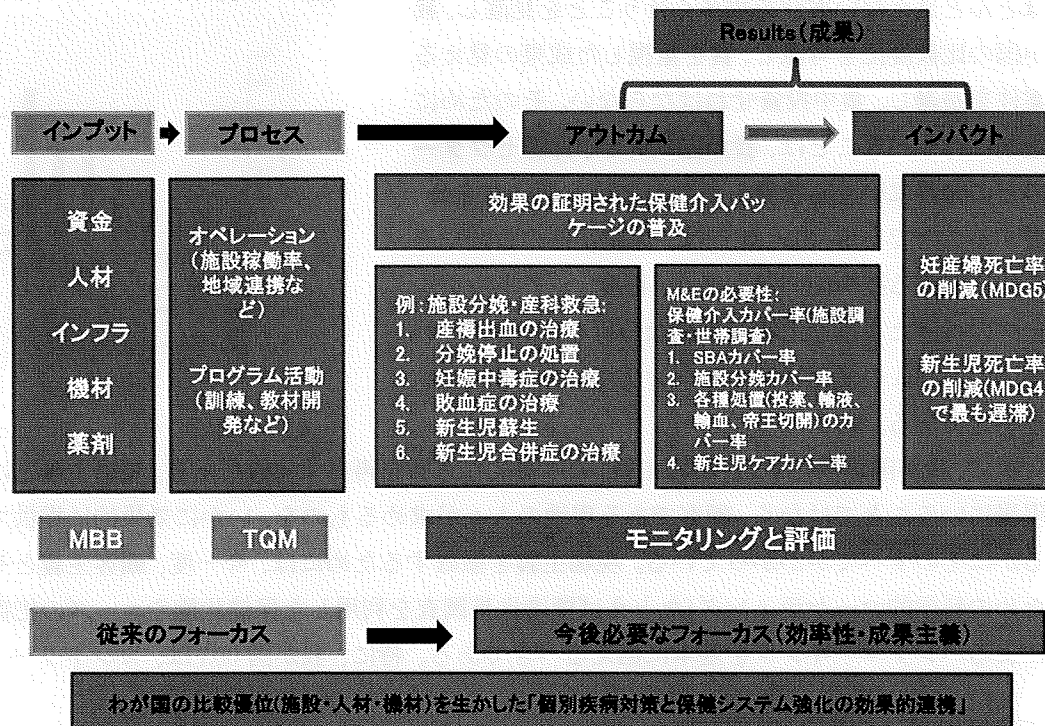 Results(成果)
インプット
プロセス
アウトカム
インパクト
資金
人材
インフラ
機材
薬剤
オペレーション
(施設稼働率、
地域連携な
ど)
プログラム活動
(訓練、教材開
発など)
効果の証明された保健介入パッ
ケージの普及
例:施設分娩・産科救急:
1. 産褥出血の治療
2. 分娩停止の処置
3. 妊娠中毒症の治療
4. 敗血症の治療
5. 新生児蘇生
6. 新生児合併症の治療
M&Eの必要性:
保健介入カバー率(施設調
査・世帯調査)
1. SBAカバー率
2. 施設分娩カバー率
3. 各種処置(投薬、輸液、
輸血、帝王切開)のカ
バー率
4. 新生児ケアカバー率
妊産婦死亡率
の削減(MDG5)
新生児死亡率
の削減(MDG4
で最も遅滞)
MBB
TQM
モニタリングと評価
従来のフォーカス
今後必要なフォーカス(効率性・成果主義)
わが国の比較優位(施設・人材・機材)を生かした「個別疾病対策と保健システム強化の効果的連携」